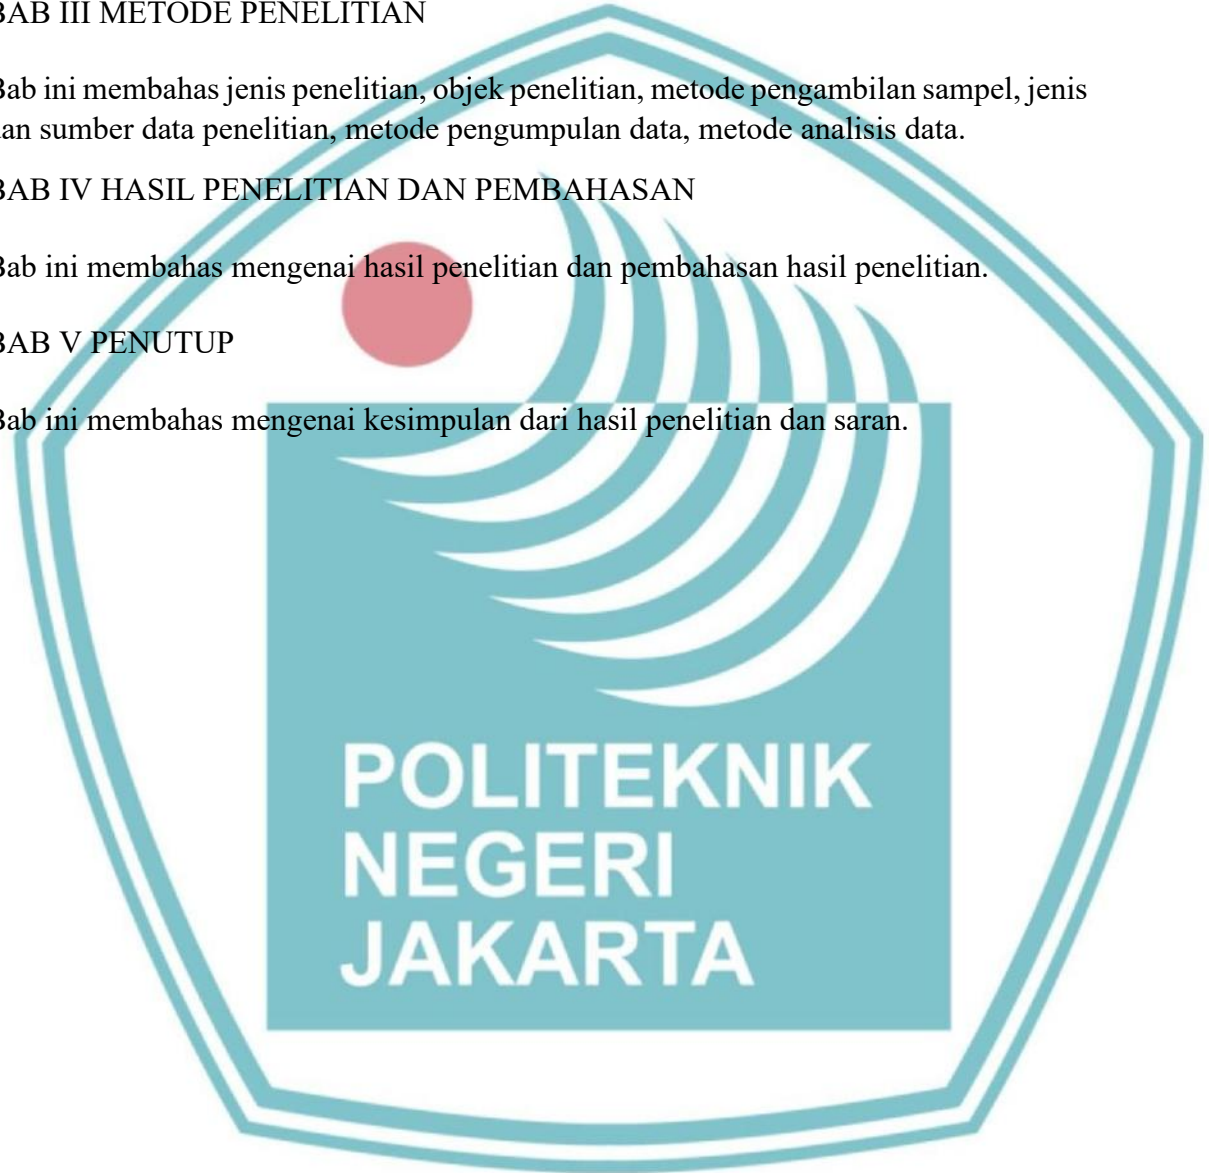 BAB III METODE PENELITIAN
Bab ini membahas jenis penelitian, objek penelitian, metode pengambilan sampel, jenis
dan sumber data penelitian, metode pengumpulan data, metode analisis data.
BAB IV HASIL PENELITIAN DAN PEMBAHASAN
Bab ini membahas mengenai hasil penelitian dan pembahasan hasil penelitian.
BAB V PENUTUP
Bab ini membahas mengenai kesimpulan dari hasil penelitian dan saran.
POLITEKNIK
NEGERI
JAKARTA